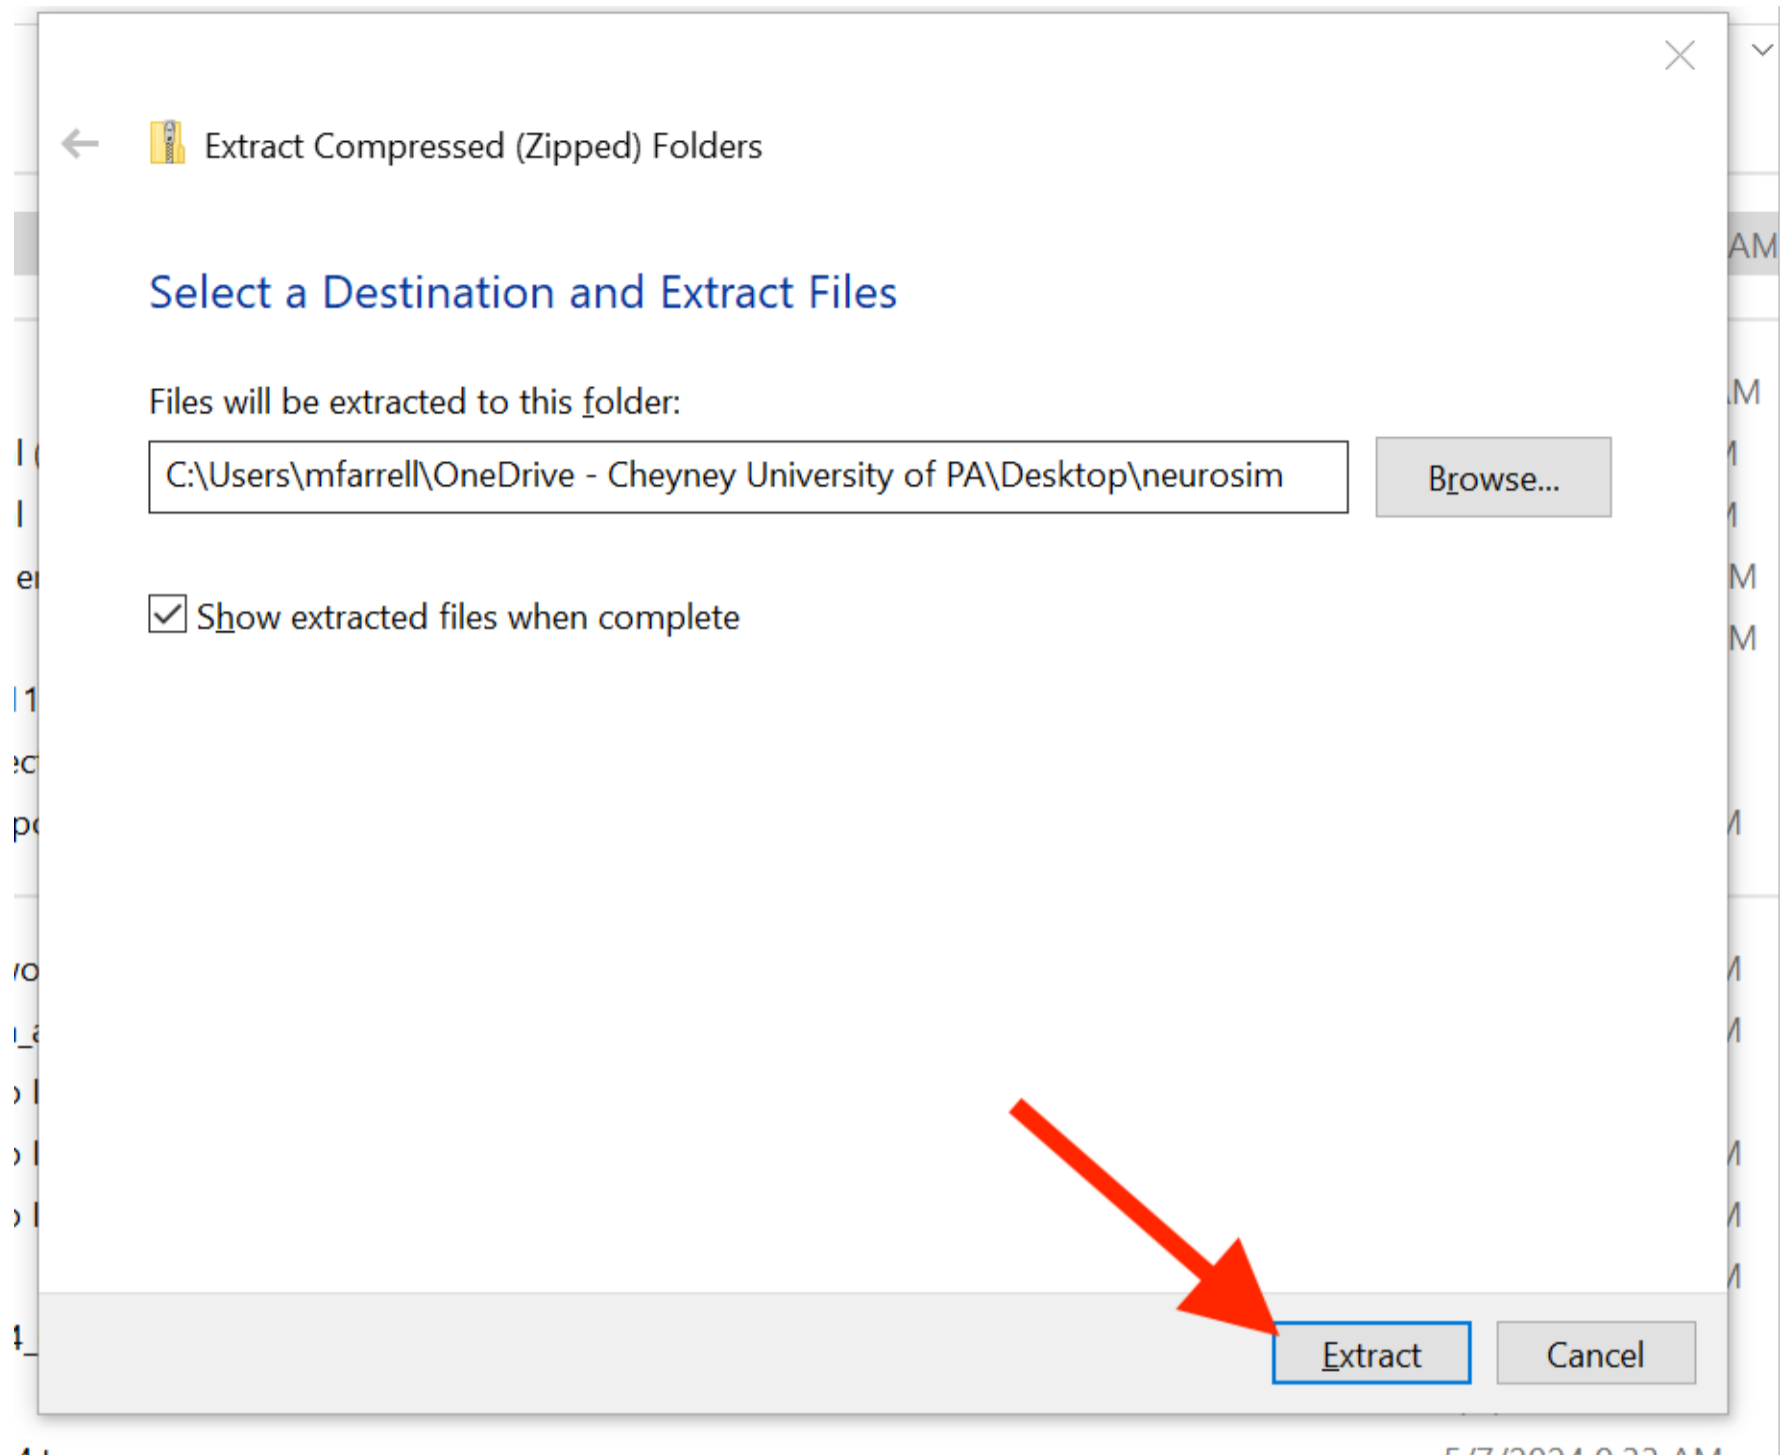 Extract Compressed (Zipped) Folders
AM
Select a Destination and Extract Files
Files will be extracted to this folder:
C:\Users\mfarrell\OneDrive - Cheyney University of PA\Desktop\neurosim
Browse...
Show extracted files when complete
Extract
Cancel